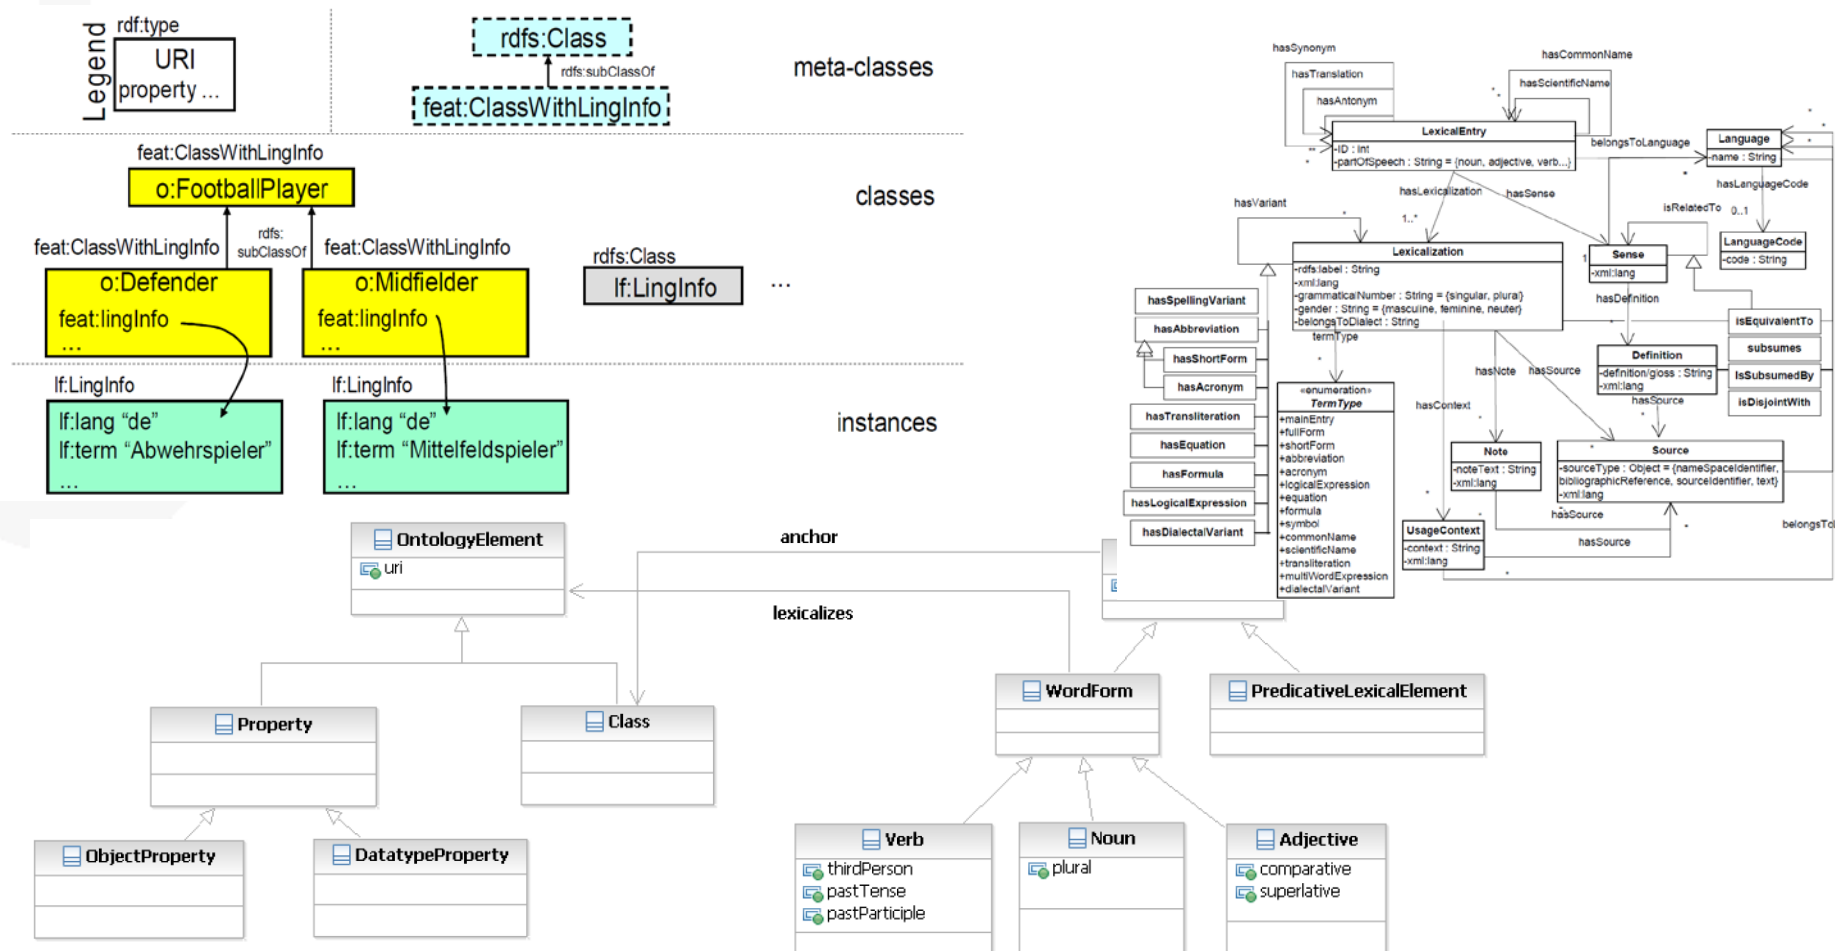 Legend
rdf:type
URI
property ...
rdfs:Class
rdfs:subClassOf
feat:ClassWithLingInfo
meta-classes
feat:ClassWithLingInfo
o:FootballPlayer
classes
feat:ClassWithLingInfo
rdfs:
subClassOf
feat:ClassWithLingInfo
o:Defender
feat:lingInfo
...
o:Midfielder
feat:lingInfo
...
rdfs:Class
lf:LingInfo
...
lf:LingInfo
lf:lang “de”
lf:term “Abwehrspieler”
...
lf:LingInfo
lf:lang “de”
lf:term “Mittelfeldspieler”
...
instances
hasSynonym
hasTranslation
hasAntonym
hasCommonName
hasScientificName
LexicalEntry
-ID : int
-partOfSpeech : String = {noun, adjective, verb...}
belongsToLanguage
Language
-name : String
hasLanguageCode
0..1
LanguageCode
-code : String
hasLexicalization
1..*
hasSense
isRelatedTo
1
Sense
-xml:lang
hasVariant
Lexicalization
-rdfs:label : String
-xml:lang
-grammaticalNumber : String = {singular, plural}
-gender : String = {masculine, feminine, neuter}
-belongsToDialect : String
hasDefinition
Definition
-definition/gloss : String
-xml:lang
hasSource
isEquivalentTo
subsumes
IsSubsumedBy
isDisjointWith
hasSpellingVariant
hasAbbreviation
hasShortForm
hasAcronym
hasTransliteration
hasEquation
hasFormula
hasLogicalExpression
hasDialectalVariant
termType
«enumeration»
TermType
+mainEntry
+fullForm
+shortForm
+abbreviation
+acronym
+logicalExpression
+equation
+formula
+symbol
+commonName
+scientificName
+transliteration
+multiWordExpression
+dialectalVariant
hasContext
hasNote
hasSource
Note
-noteText : String
-xml:lang
Source
-sourceType : Object = {nameSpaceIdentifier,
bibliographicReference, sourceIdentifier, text}
-xml:lang
hasSource
hasSource
UsageContext
-context : String
-xml:lang
belongsTo
OntologyElement
uri
anchor
lexicalizes
Property
Class
ObjectProperty
DatatypeProperty
WordForm
PredicativeLexicalElement
Verb
thirdPerson
pastTense
pastParticiple
Noun
plural
Adjective
comparative
superlative